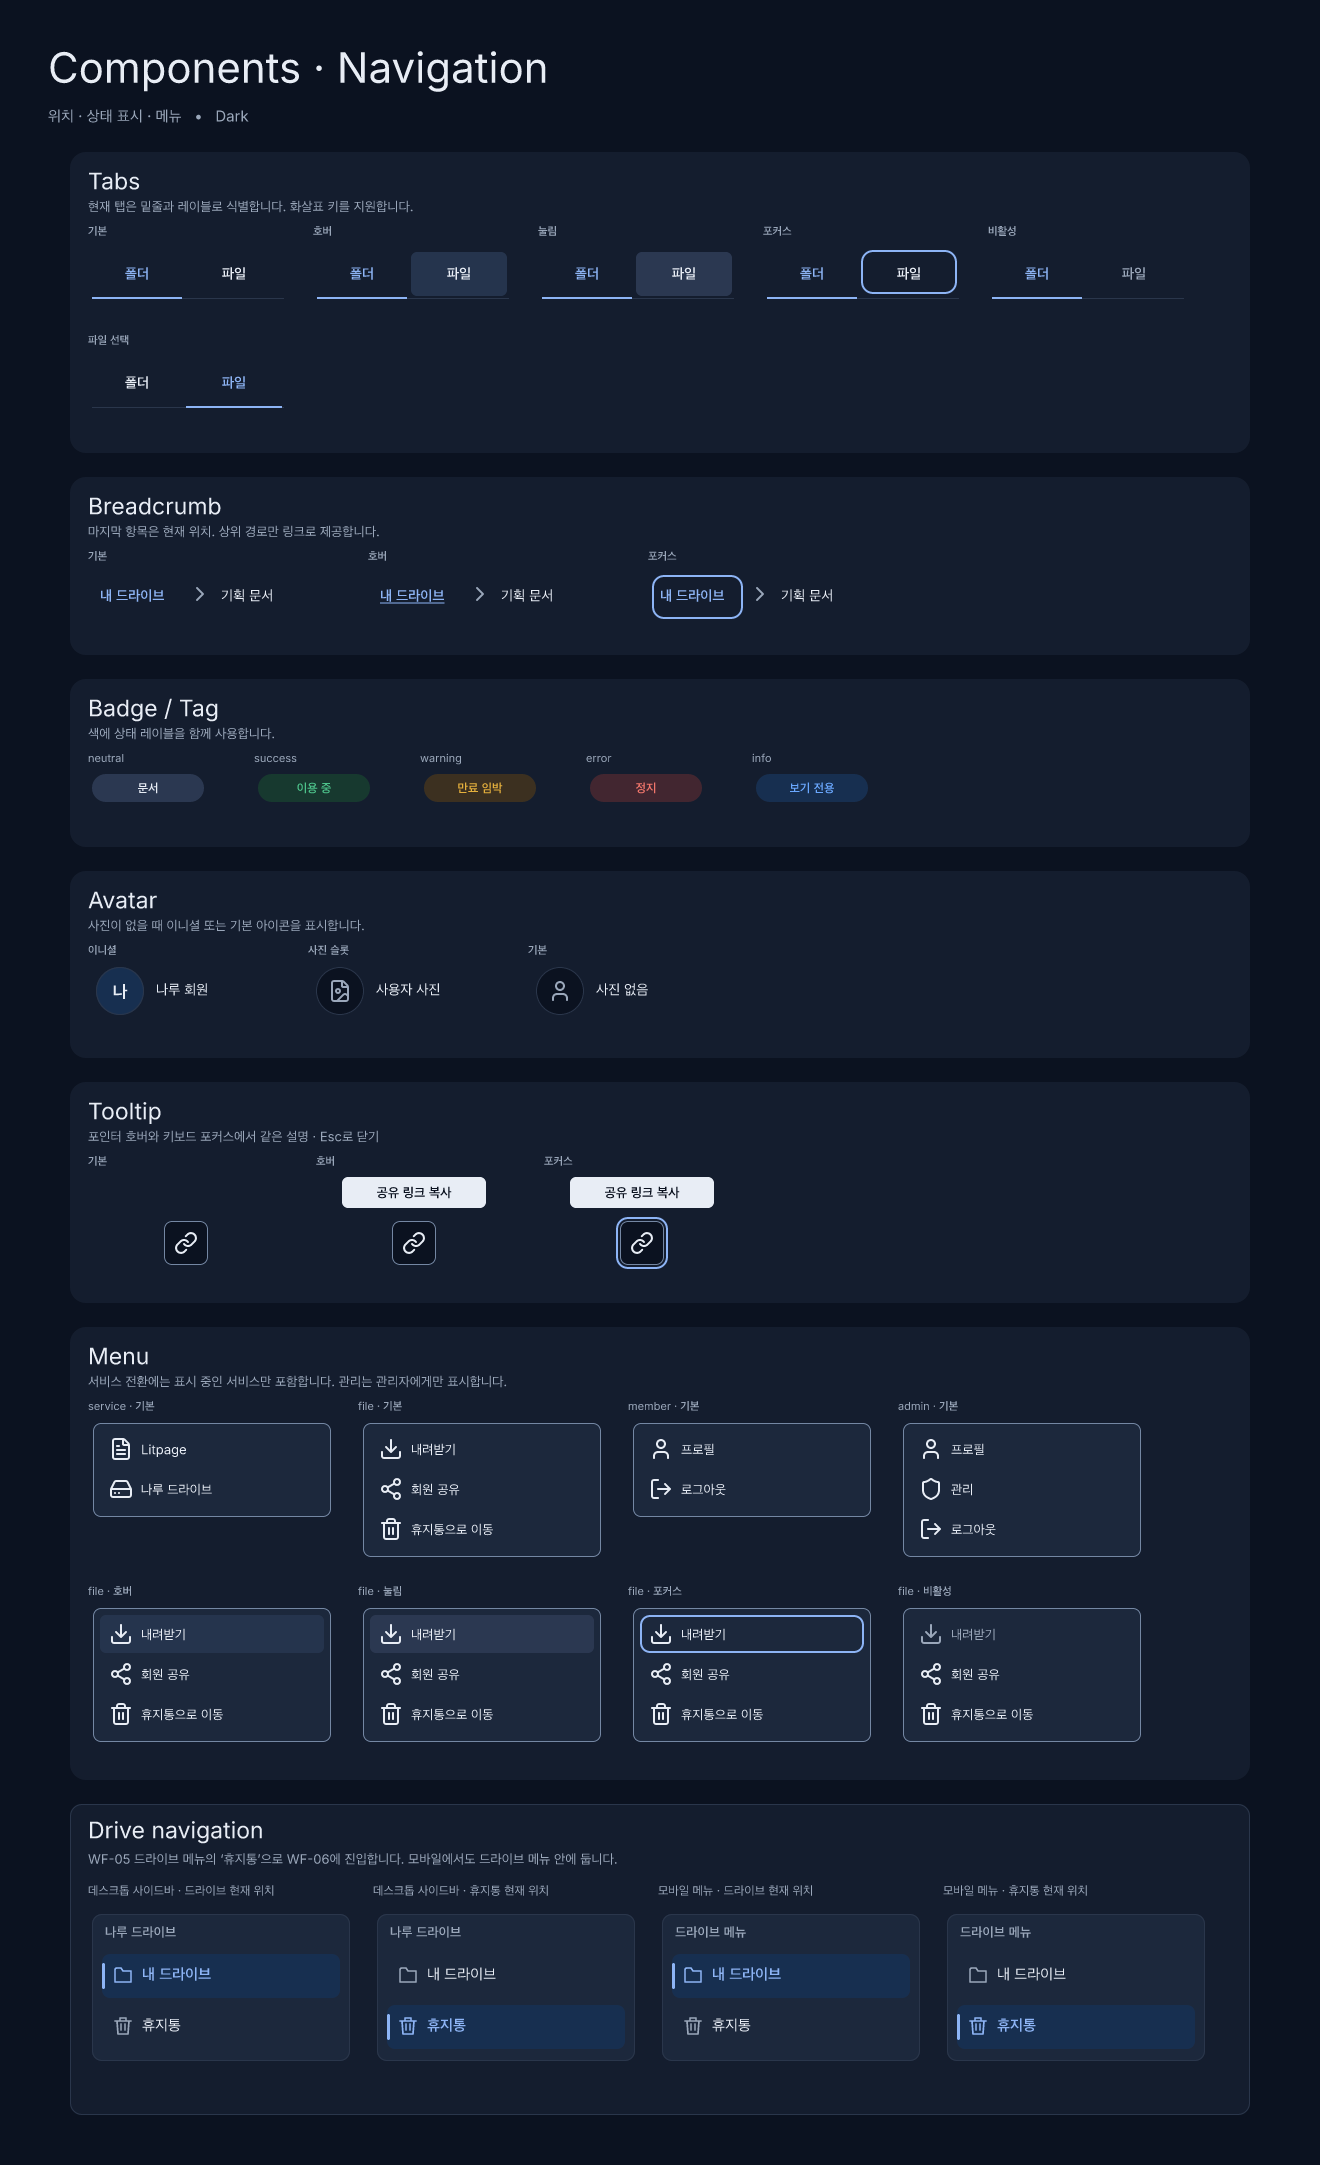 Components · Navigation
위치 · 상태 표시 · 메뉴 • Dark
Tabs
현재 탭은 밑줄과 레이블로 식별합니다. 화살표 키를 지원합니다.
기본 호버 눌림 포커스 비활성
폴더 파일 폴더 파일 폴더 파일 폴더 파일 폴더 파일
파일 선택
폴더 파일
Breadcrumb
마지막 항목은 현재 위치. 상위 경로만 링크로 제공합니다.
기본 호버 포커스
내 드라이브 > 기획 문서 내 드라이브 > 기획 문서 내 드라이브 > 기획 문서
Badge / Tag
색에 상태 레이블을 함께 사용합니다.
neutral success warning error info
문서 이용 중 만료 임박 정지 보기 전용
Avatar
사진이 없을 때 이니셜 또는 기본 아이콘을 표시합니다.
이니셜 사진 슬롯 기본
나 나루 회원 사용자 사진 사진 없음
Tooltip
포인터 호버와 키보드 포커스에서 같은 설명 · Esc로 닫기
기본 호버 포커스
공유 링크 복사 공유 링크 복사
Menu
서비스 전환에는 표시 중인 서비스만 포함합니다. 관리는 관리자에게만 표시합니다.
service · 기본 file · 기본 member · 기본 admin · 기본
Litpage 내려받기 프로필 프로필
나루 드라이브 회원 공유 로그아웃 관리
휴지통으로 이동 로그아웃
file · 호버 file · 눌림 file · 포커스 file · 비활성
내려받기 내려받기 내려받기 내려받기
회원 공유 회원 공유 회원 공유 회원 공유
휴지통으로 이동 휴지통으로 이동 휴지통으로 이동 휴지통으로 이동
Drive navigation
WF-05 드라이브 메뉴의 ‘휴지통’으로 WF-06에 진입합니다. 모바일에서도 드라이브 메뉴 안에 둡니다.
데스크톱 사이드바 · 드라이브 현재 위치 데스크톱 사이드바 · 휴지통 현재 위치 모바일 메뉴 · 드라이브 현재 위치 모바일 메뉴 · 휴지통 현재 위치
나루 드라이브 나루 드라이브 드라이브 메뉴 드라이브 메뉴
내 드라이브 내 드라이브 내 드라이브 내 드라이브
휴지통 휴지통 휴지통 휴지통